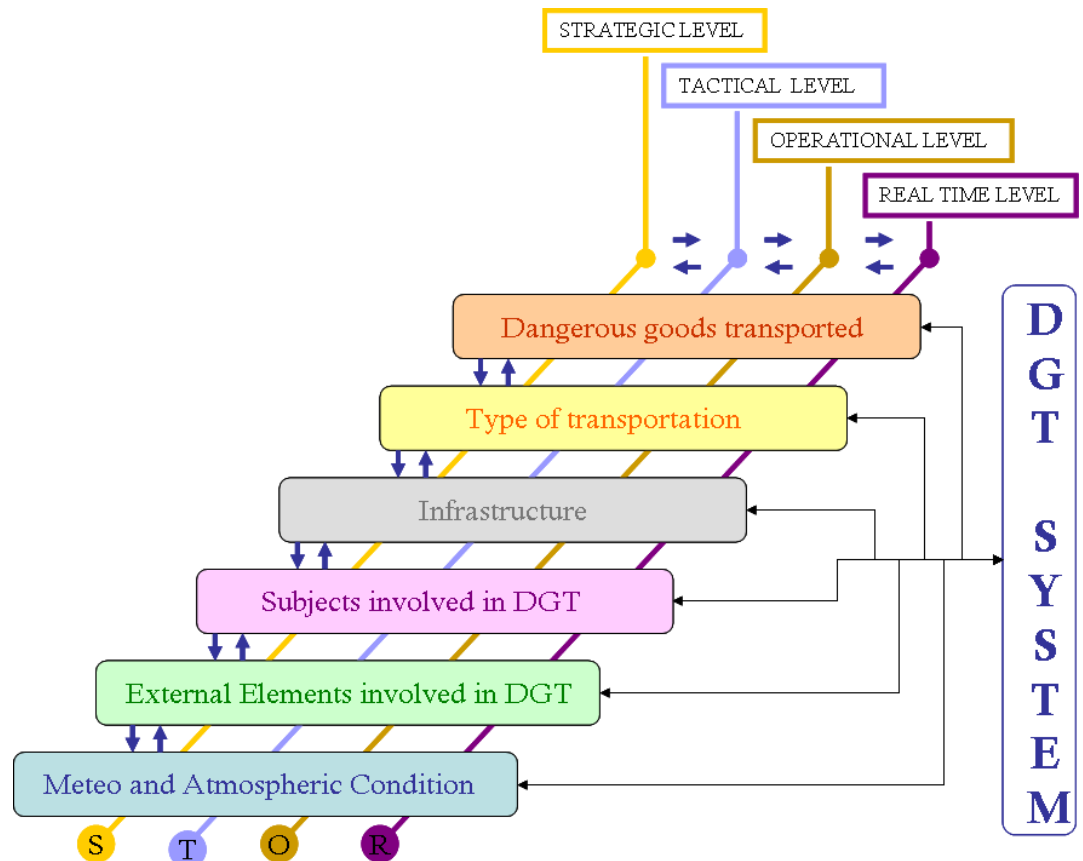 STRATEGIC LEVEL
TACTICAL LEVEL
OPERATIONAL LEVEL
REAL TIME LEVEL
Dangerous goods transported
Type of transportation
Infrastructure
Subjects involved in DGT
External Elements involved in DGT
Meteo and Atmospheric Condition
S
T
O
R
D
G
T
S
Y
S
T
E
M